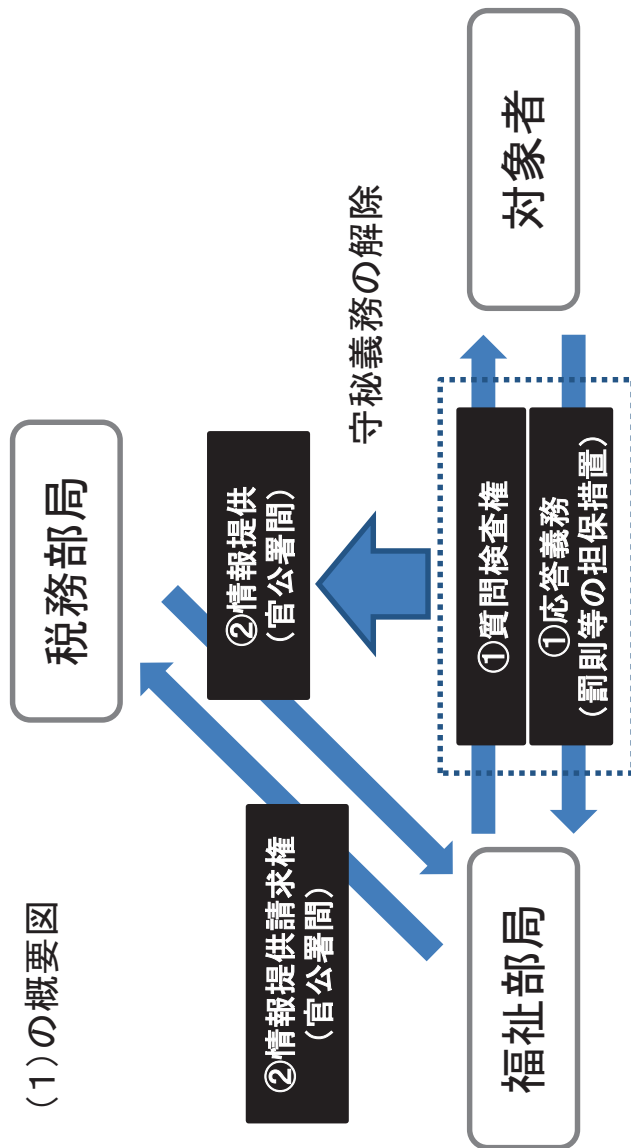 (1)の概要図
税務部局
②情報提供請求権
(官公署間)
②情報提供
(官公署間)
守秘義務の解除
福祉部局
①質問検査権
①応答義務
(罰則等の担保措置)
対象者